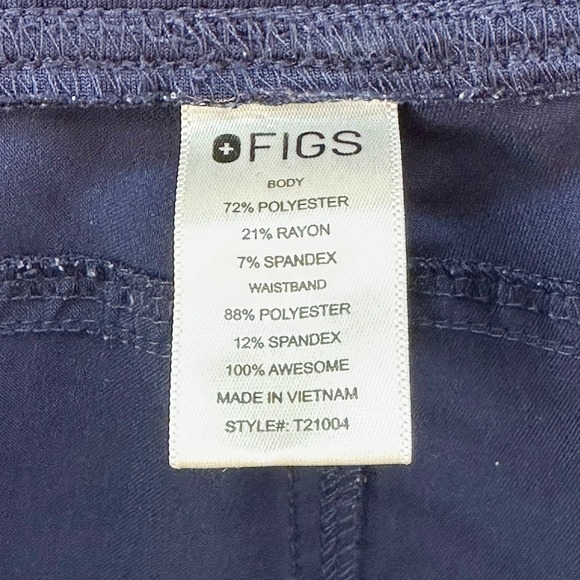 FIGS
BODY
72% POLYESTER
21% RAYON
7% SPANDEX
WAISTBAND
88% POLYESTER
12% SPANDEX
100% AWESOME
MADE IN VIETNAM
STYLE#: T21004